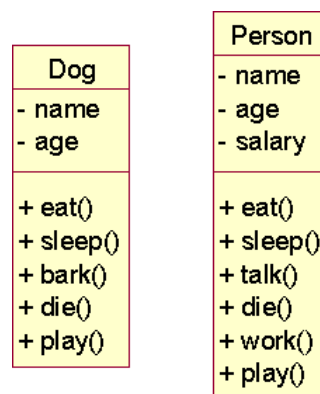 Dog
- name
- age
+ eat()
+ sleep()
+ bark()
+ die()
+ play()
Person
- name
- age
- salary
+ eat()
+ sleep()
+ talk()
+ die()
+ work()
+ play()